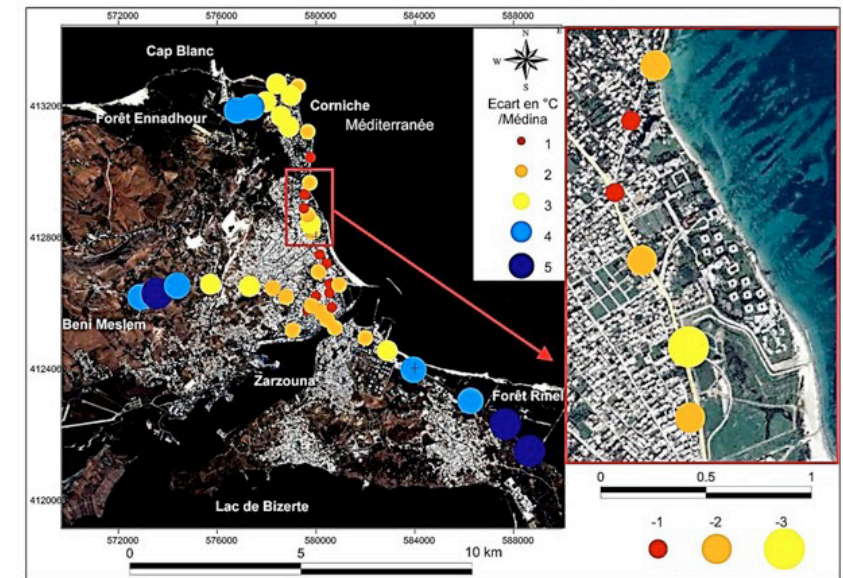 572000 576000 580000 584000 588000
Cap Blanc
N
W E
S
E
Corniche
Ecart en °C
/Médina
413200
Forêt Ennadhour
Méditerranée
1
2
3
4
5
412800
Beni Meslem
Zarzouna
412400
Forêt Rmel
Lac de Bizerte
412000
572000 576000 580000 584000 588000
0 5 10 km
0 0.5 1
-1 -2 -3